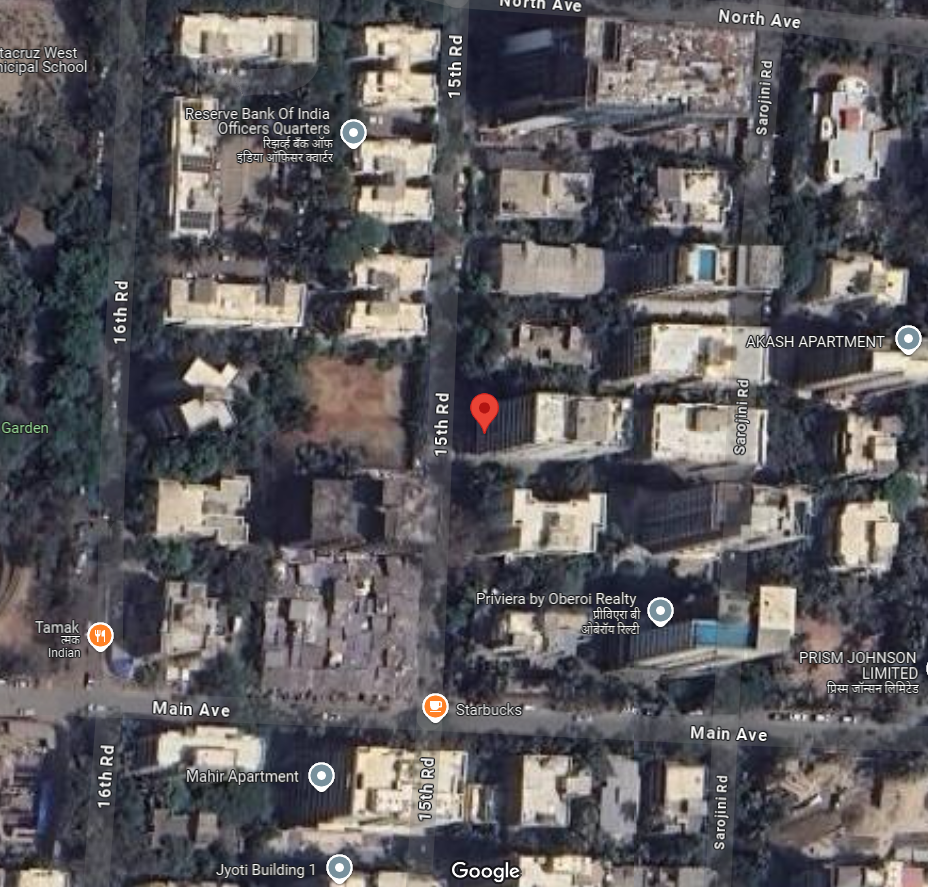 North Ave
North Ave
tacruz West
nicipal School
15th Rd
Sarojini Rd
Reserve Bank Of India
Officers Quarters
रिझर्व्ह बँक ऑफ
इंडिया ऑफिसर क्वार्टर
16th Rd
AKASH APARTMENT
15th Rd
Sarojini Rd
Garden
Priviera by Oberoi Realty
प्रीविएरा बी
ओबेरॉय रिल्टी
Tamak
त्मक
Indian
PRISM JOHNSON
LIMITED
प्रिस्म जॉन्सन लिमिटेड
Main Ave
Starbucks
Main Ave
16th Rd
Mahir Apartment
15th Rd
Sarojini Rd
Jyoti Building 1
Google